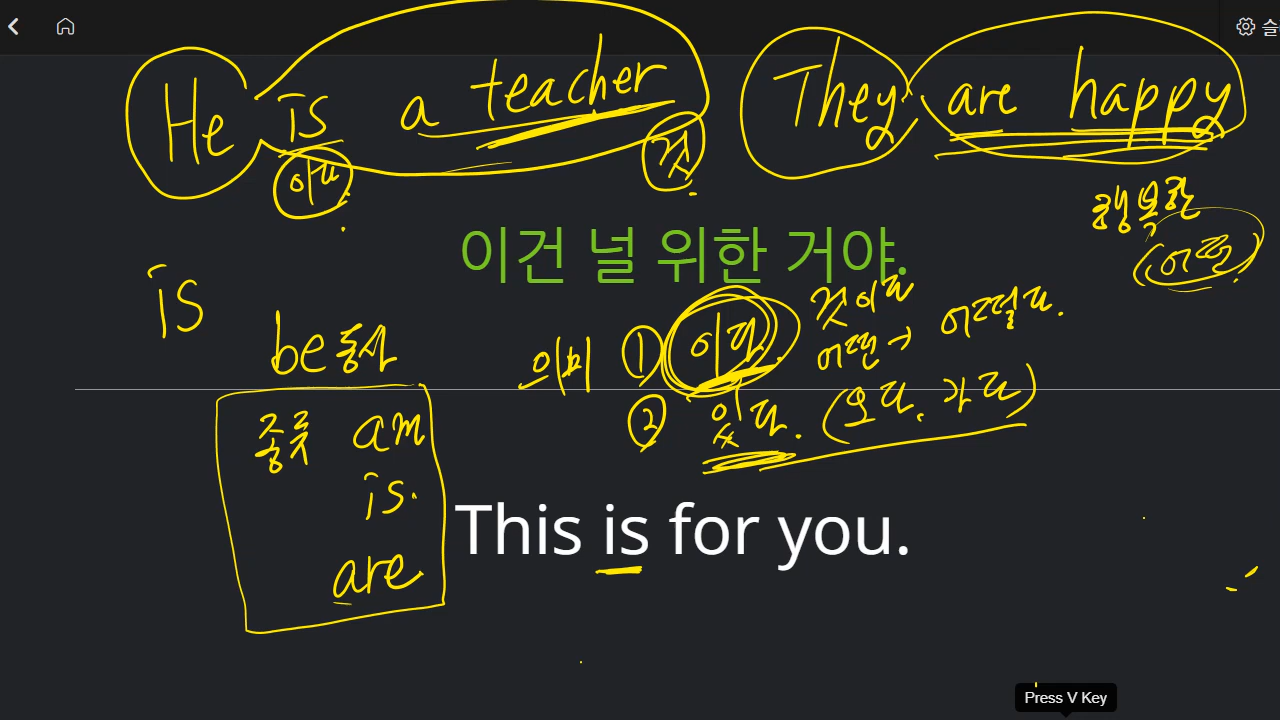 슬
He is a teacher They are happy
이다 것
행복한
(어떤)
이건 널 위한 거야.
is
be동사
의미 ① 이다. 것이다
어떤→ 어떻다.
② 있다. (오다. 가다)
종류 am
is.
are
This is for you.
Press V Key